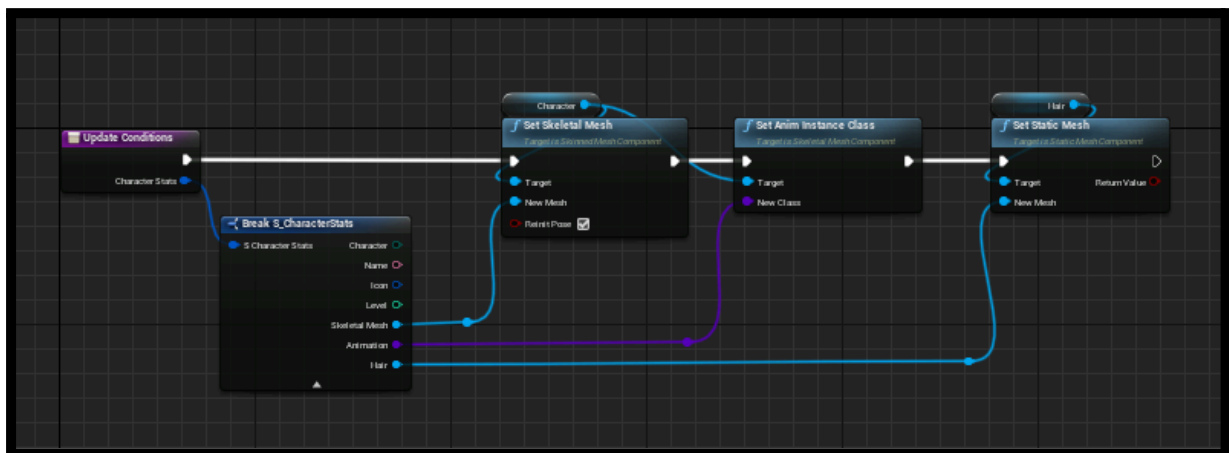 Character
Hair
Update Conditions
Character Stats
Set Skeletal Mesh
Target is Skinned Mesh Component
Target
New Mesh
Reinit Pose
Set Anim Instance Class
Target is Skeletal Mesh Component
Target
New Class
Set Static Mesh
Target is Static Mesh Component
Target
Return Value
New Mesh
Break S_CharacterStats
S Character Stats
Character
Name
Icon
Level
Skeletal Mesh
Animation
Hair